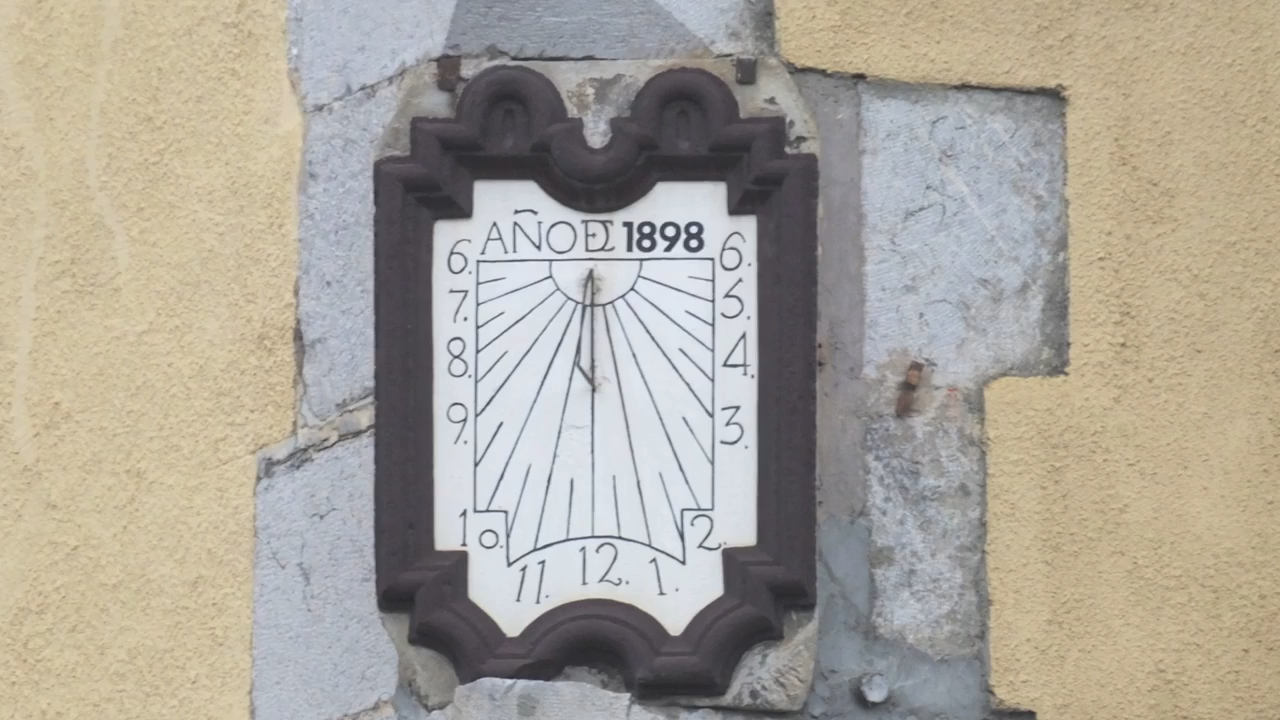 AÑO DE 1898
6. 6.
7. 5.
8. 4.
9. 3.
10. 2.
11. 12. 1.